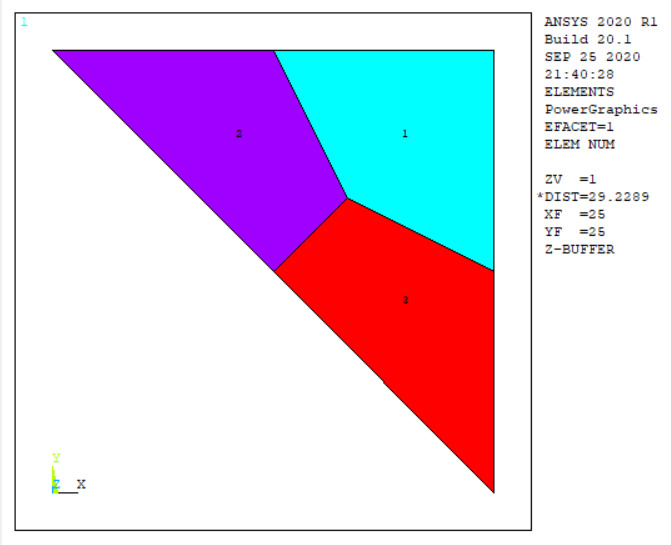 1
ANSYS 2020 R1
Build 20.1
SEP 25 2020
21:40:28
ELEMENTS
PowerGraphics
EFACET=1
ELEM NUM
ZV =1
*DIST=29.2289
XF =25
YF =25
Z-BUFFER
2
1
3
Y
Z X